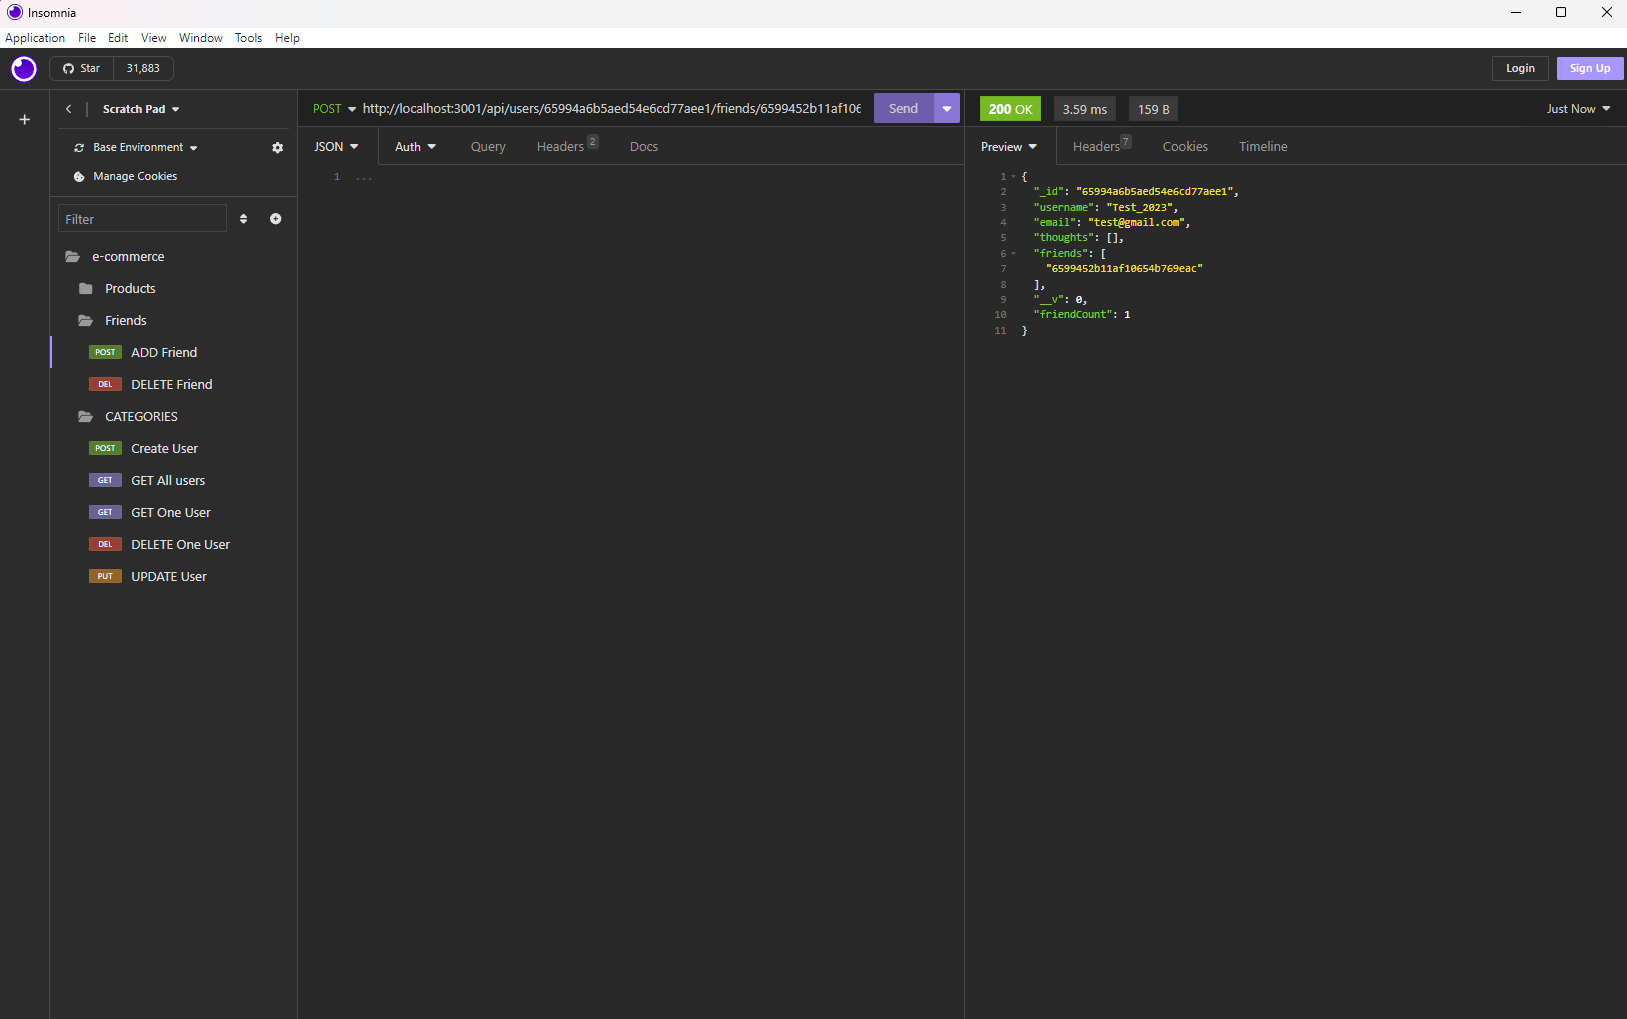 Insomnia
Application File Edit View Window Tools Help
Star 31,883
Login Sign Up
Scratch Pad
Base Environment
Manage Cookies
Filter
e-commerce
Products
Friends
POST ADD Friend
DEL DELETE Friend
CATEGORIES
POST Create User
GET GET All users
GET GET One User
DEL DELETE One User
PUT UPDATE User
POST http://localhost:3001/api/users/65994a6b5aed54e6cd77aee1/friends/6599452b11af106 Send
JSON Auth Query Headers 2 Docs
1 ...
200 OK 3.59 ms 159 B Just Now
Preview Headers 7 Cookies Timeline
1 {
2 "_id": "65994a6b5aed54e6cd77aee1",
3 "username": "Test_2023",
4 "email": "test@gmail.com",
5 "thoughts": [],
6 "friends": [
7 "6599452b11af10654b769eac"
8 ],
9 "__v": 0,
10 "friendCount": 1
11 }